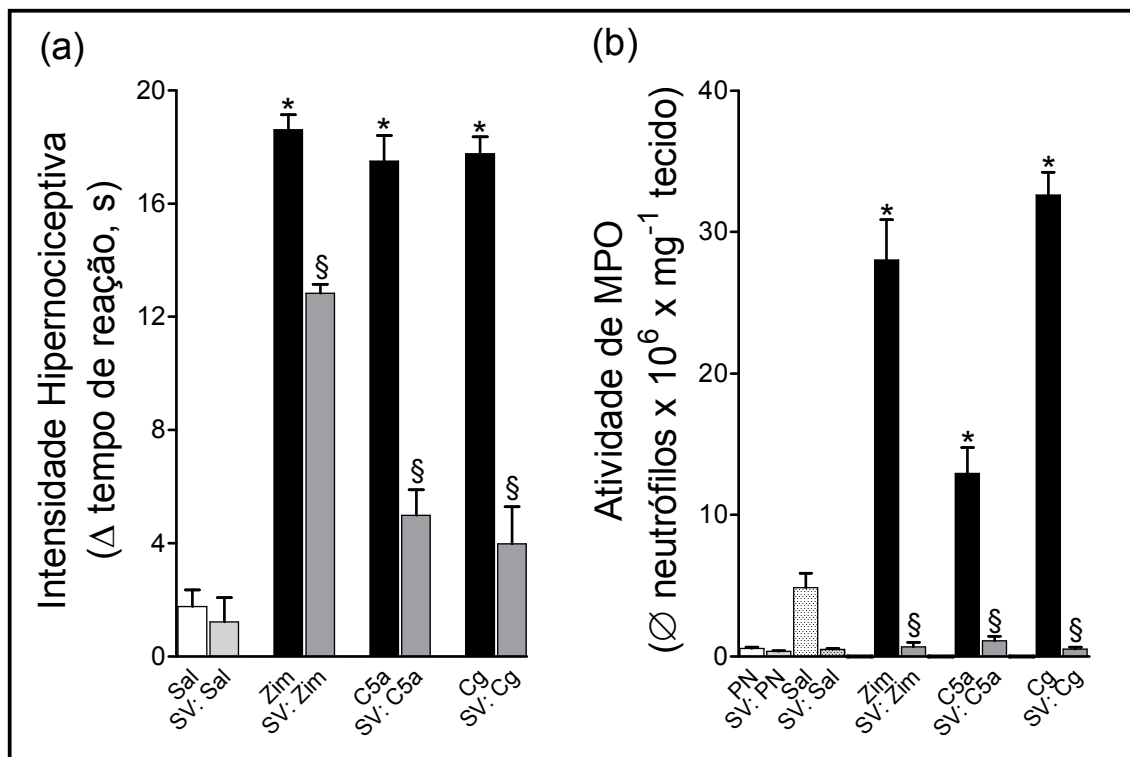 (a)
Intensidade Hipernociceptiva
(Δ tempo de reação, s)
20
16
12
8
4
0
*
*
*
§
§
§
Sal
SV: Sal
Zim
SV: Zim
C5a
SV: C5a
Cg
SV: Cg
(b)
Atividade de MPO
(∅ neutrófilos x 10⁶ x mg⁻¹ tecido)
40
30
20
10
0
*
*
*
§
§
§
PN
SV: PN
Sal
SV: Sal
Zim
SV: Zim
C5a
SV: C5a
Cg
SV: Cg